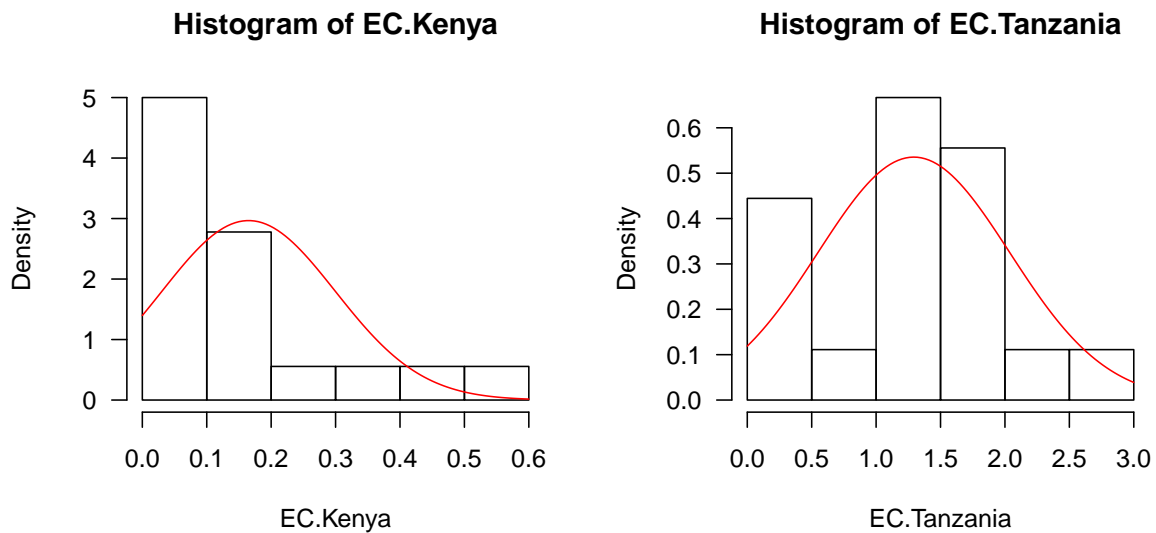 Histogram of EC.Kenya
Density
5
4
3
2
1
0
0.0 0.1 0.2 0.3 0.4 0.5 0.6
EC.Kenya
Histogram of EC.Tanzania
Density
0.6
0.5
0.4
0.3
0.2
0.1
0.0
0.0 0.5 1.0 1.5 2.0 2.5 3.0
EC.Tanzania